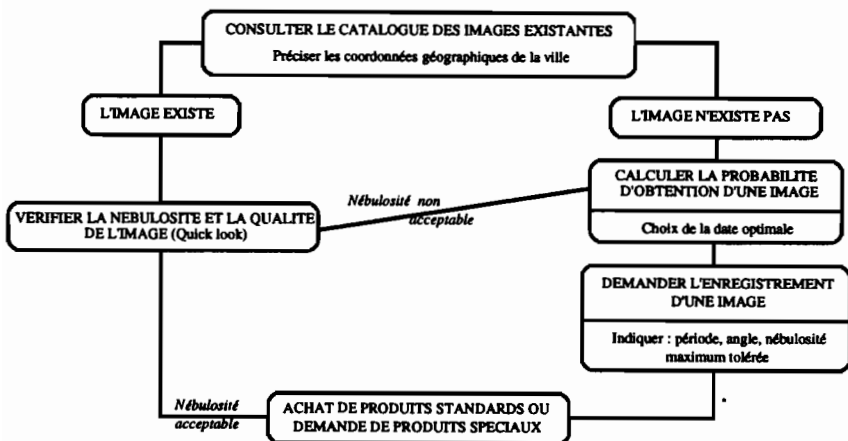 CONSULTER LE CATALOGUE DES IMAGES EXISTANTES
Préciser les coordonnées géographiques de la ville
L'IMAGE EXISTE
L'IMAGE N'EXISTE PAS
CALCULER LA PROBABILITE
D'OBTENTION D'UNE IMAGE
Choix de la date optimale
Nébulosité non
acceptable
VERIFIER LA NEBULOSITE ET LA QUALITE
DE L'IMAGE (Quick look)
DEMANDER L'ENREGISTREMENT
D'UNE IMAGE
Indiquer : période, angle, nébulosité
maximum tolérée
Nébulosité
acceptable
ACHAT DE PRODUITS STANDARDS OU
DEMANDE DE PRODUITS SPECIAUX